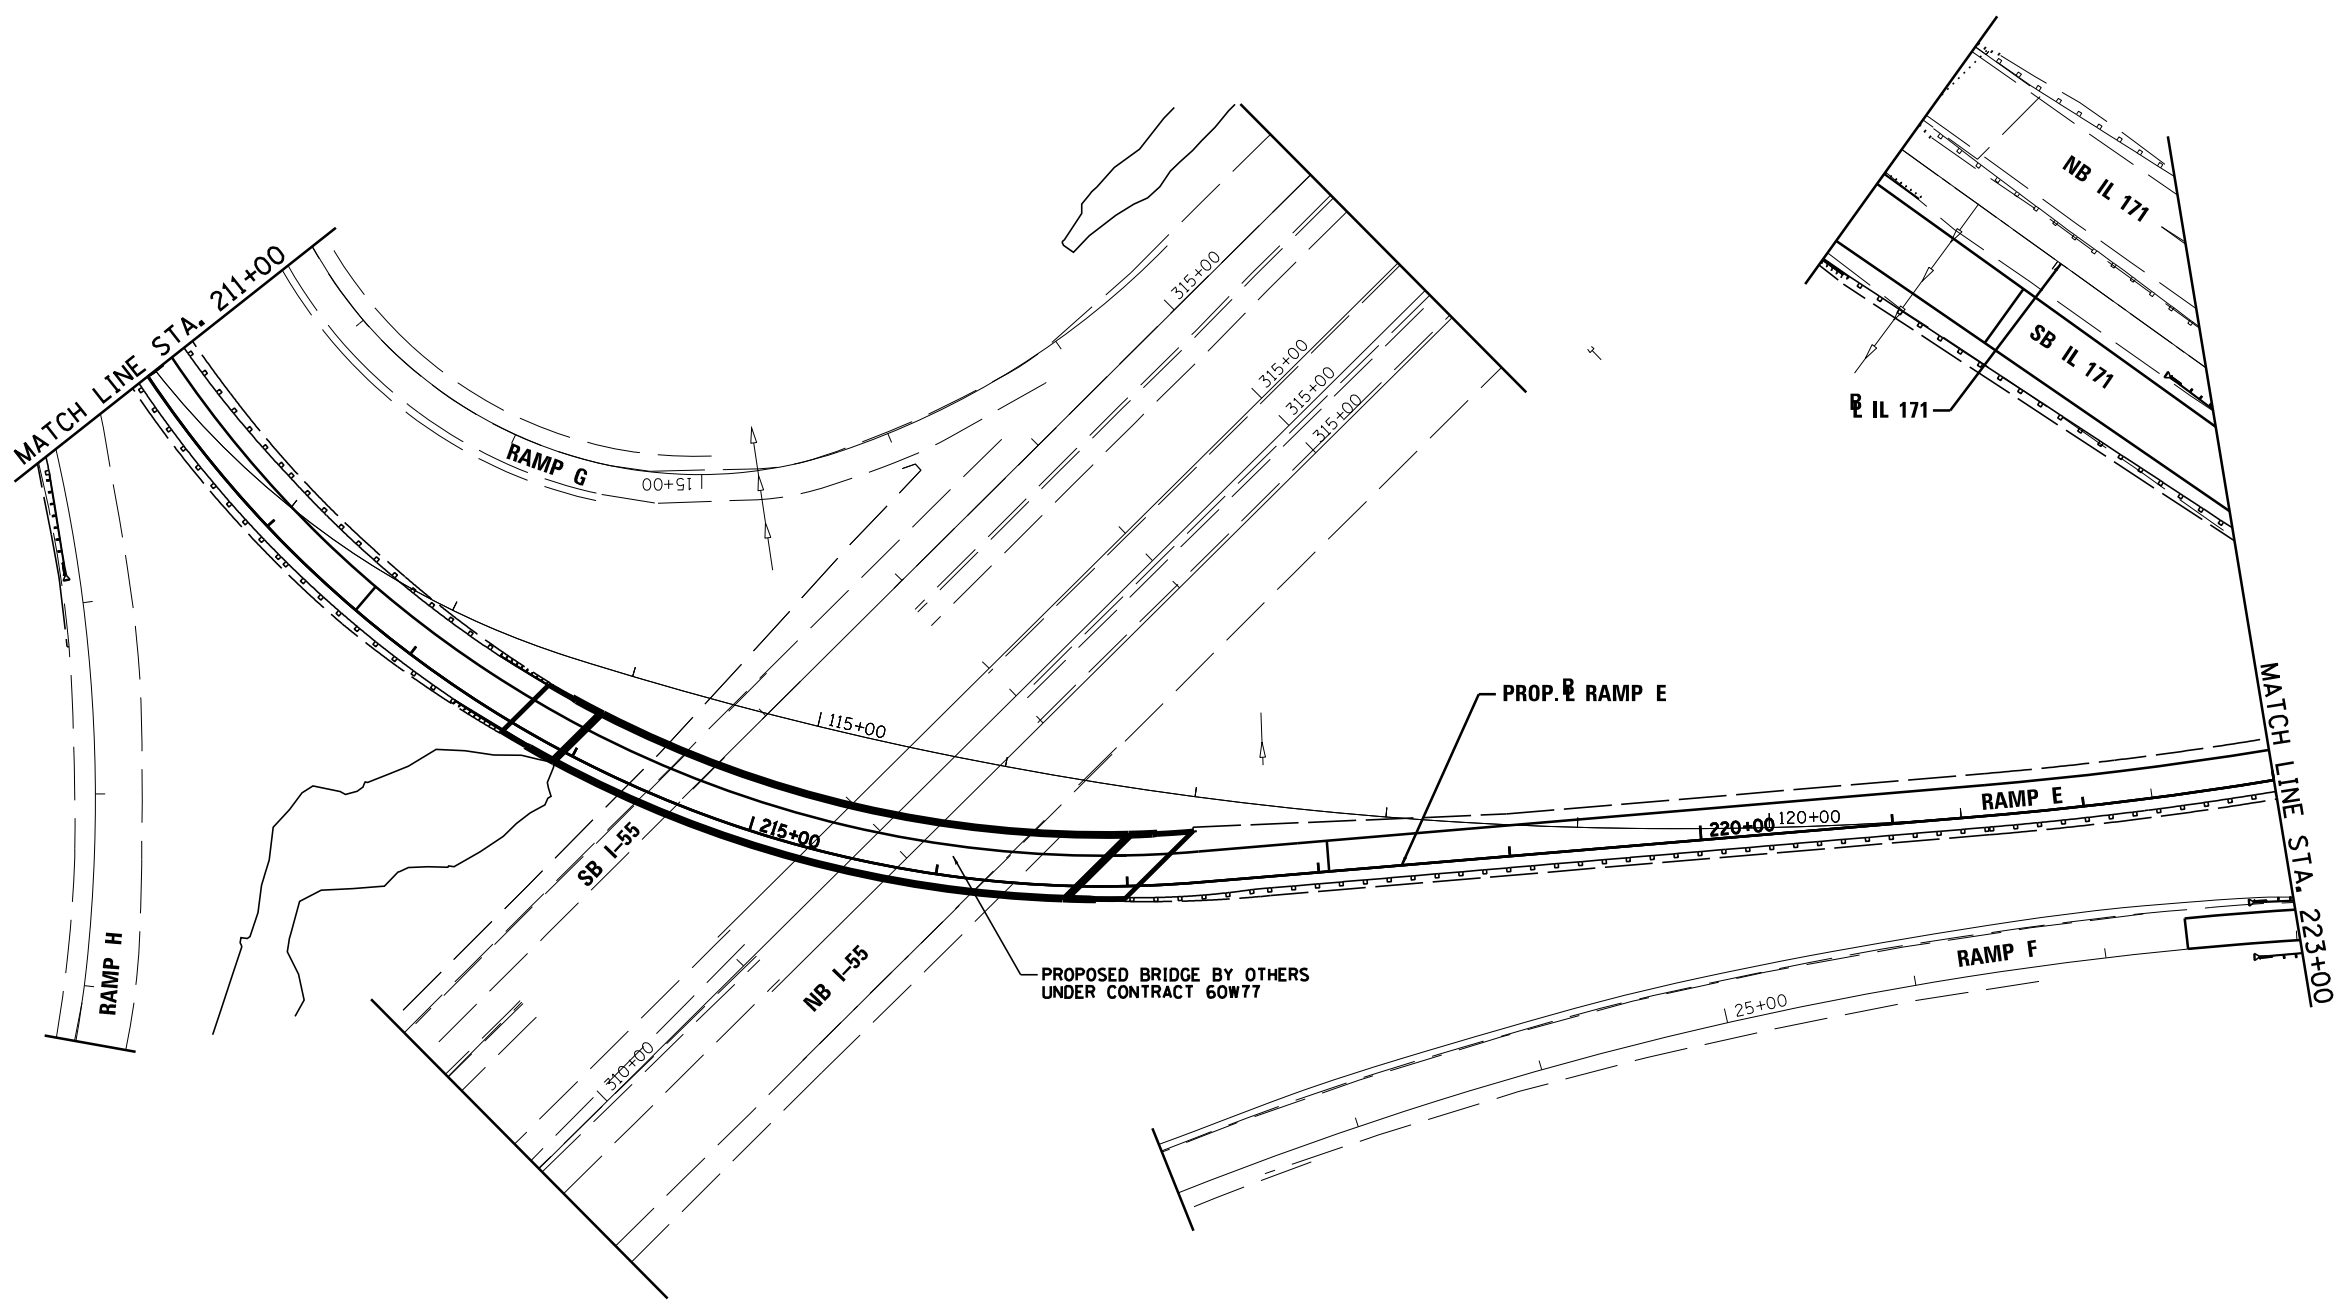 NB IL 171
MATCH LINE STA. 211+00
315+00
315+00
SB IL 171
315+00
315+00
℄ IL 171
RAMP G
15+00
PROP. ℄ RAMP E
MATCH LINE STA. 223+00
115+00
RAMP E
120+00
220+00
215+00
SB I-55
RAMP H
NB I-55
PROPOSED BRIDGE BY OTHERS
UNDER CONTRACT 60W77
RAMP F
25+00
310+00